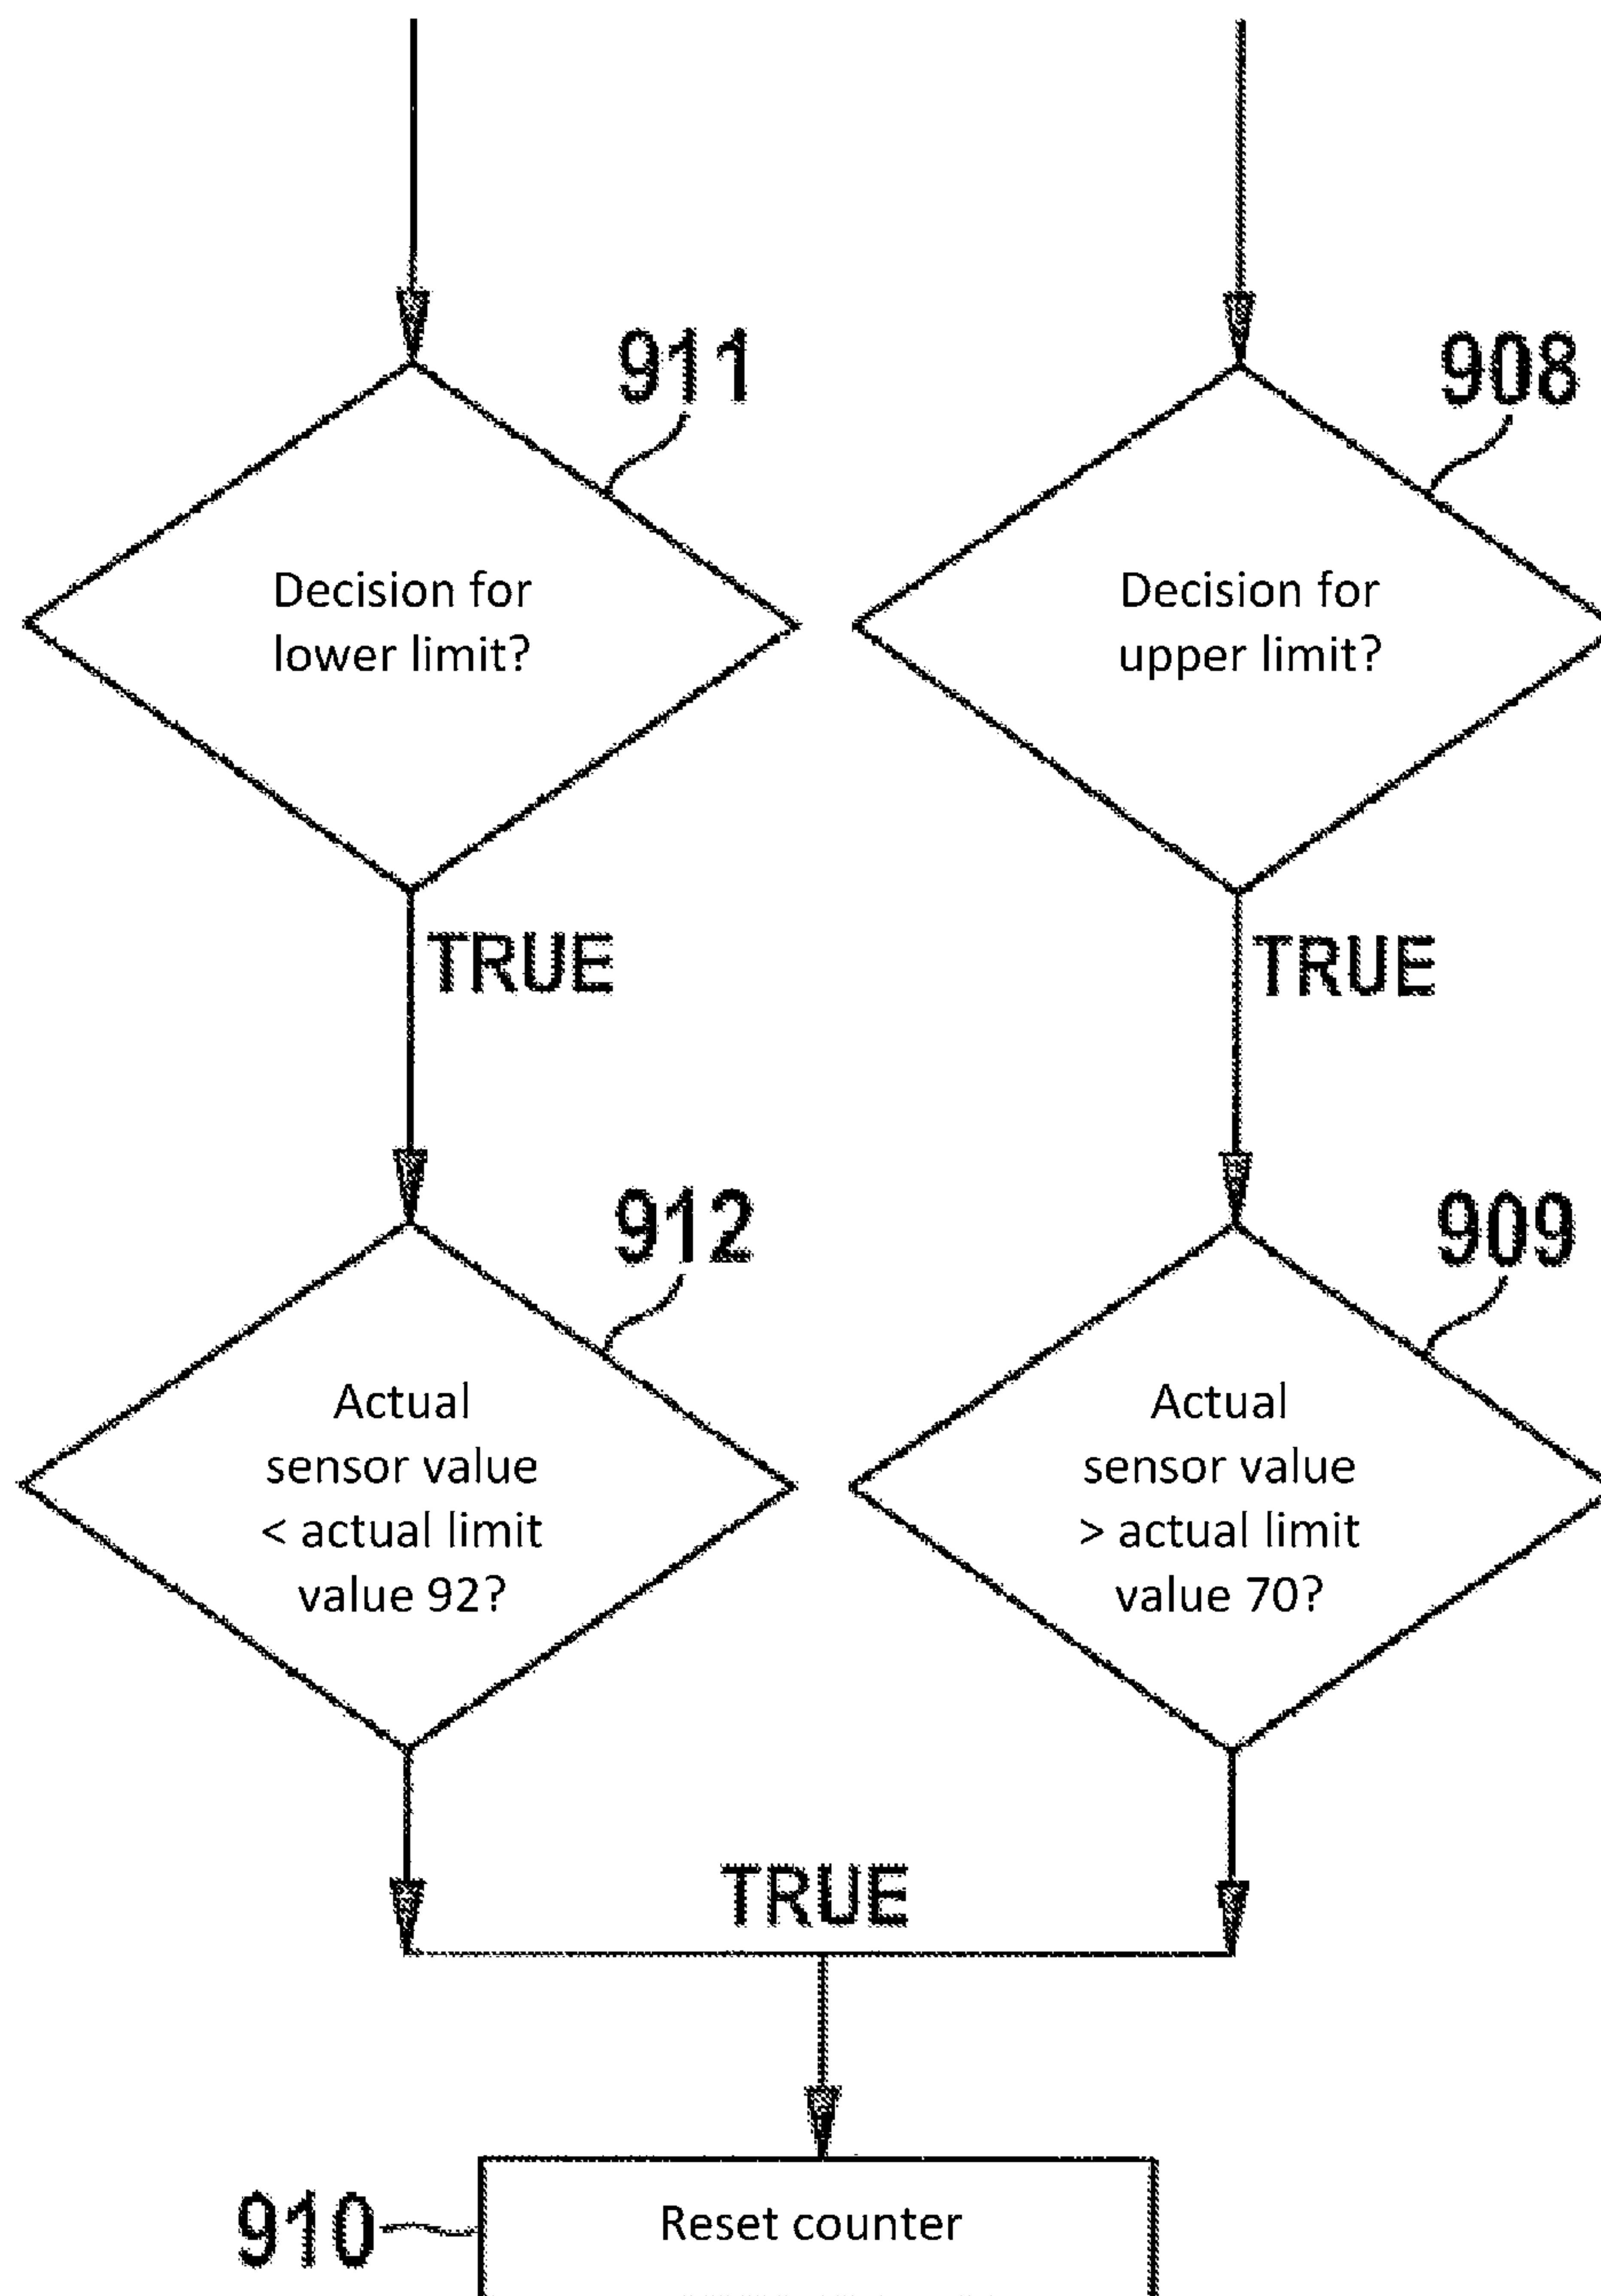 911
908
Decision for
lower limit?
Decision for
upper limit?
TRUE
TRUE
912
909
Actual
sensor value
< actual limit
value 92?
Actual
sensor value
> actual limit
value 70?
TRUE
910
Reset counter